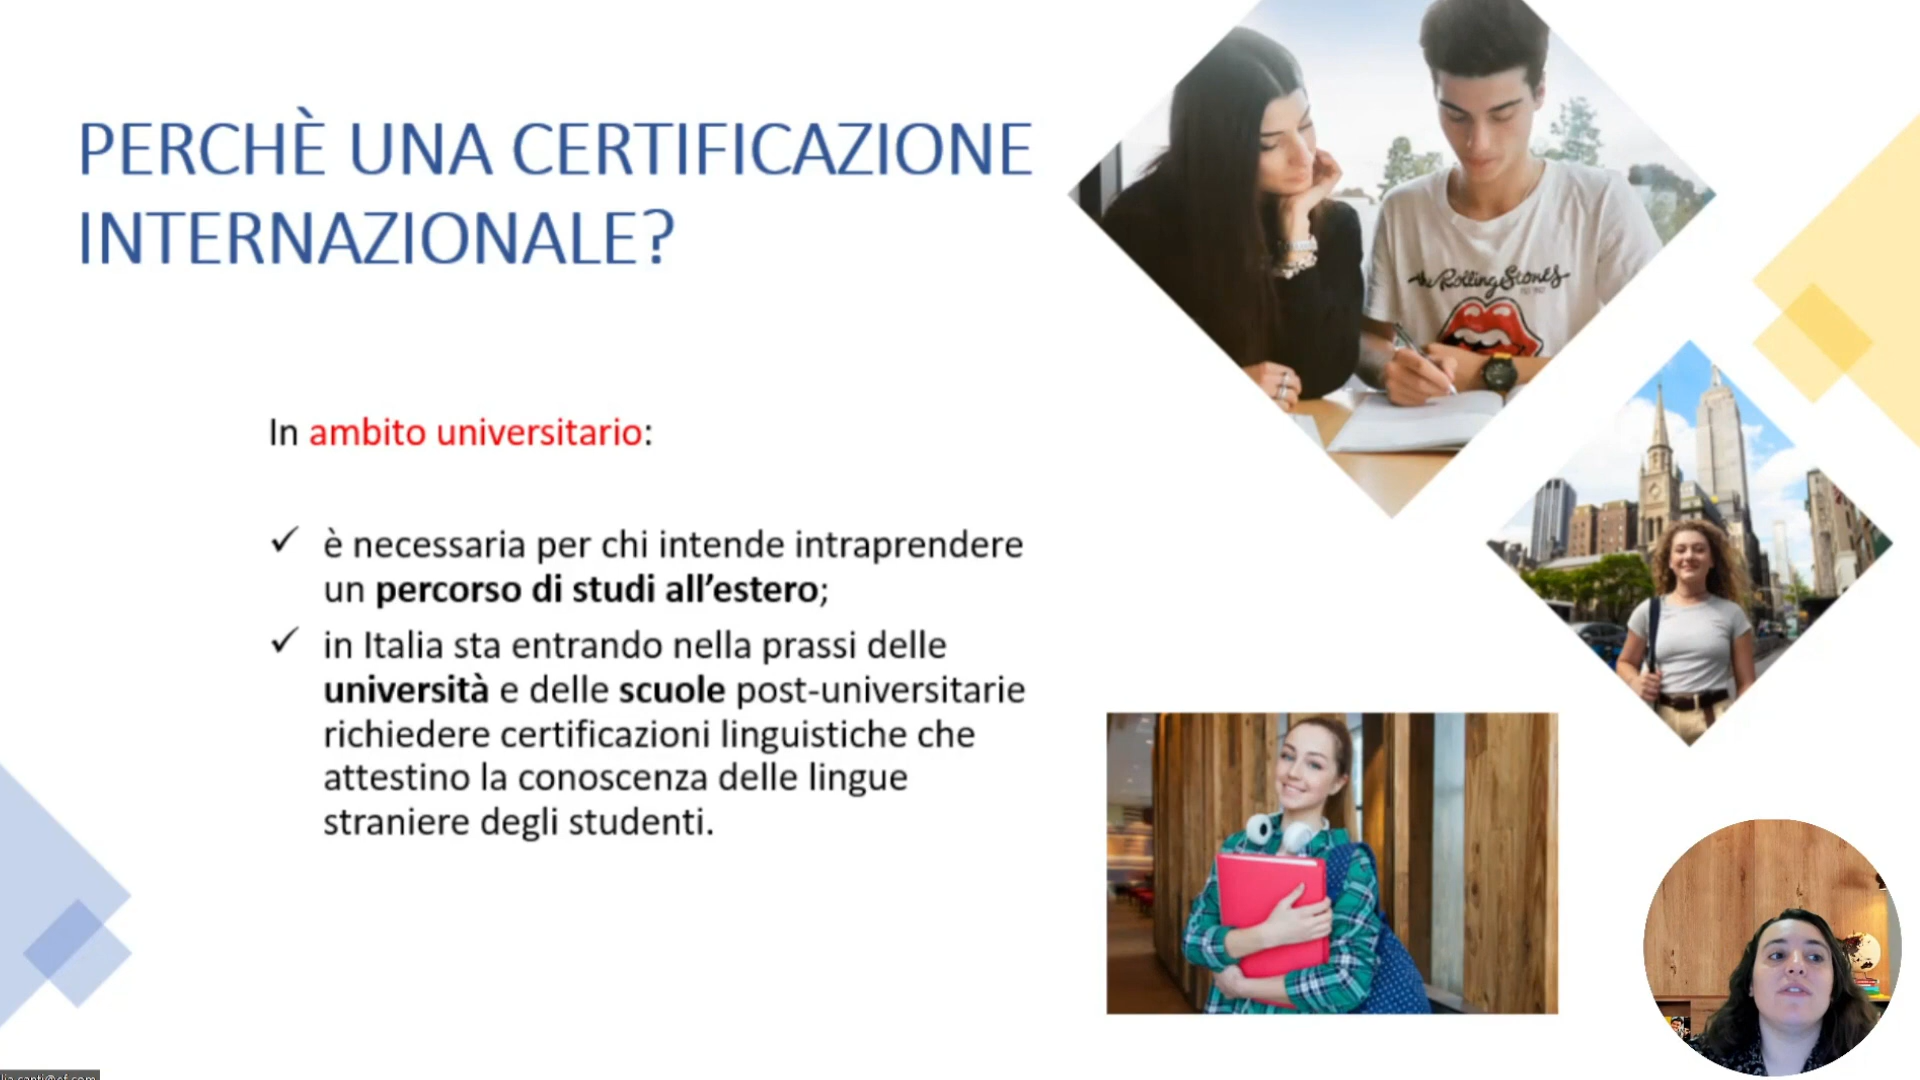 PERCHÈ UNA CERTIFICAZIONE
INTERNAZIONALE?
In ambito universitario:
✓ è necessaria per chi intende intraprendere
un percorso di studi all’estero;
✓ in Italia sta entrando nella prassi delle
università e delle scuole post-universitarie
richiedere certificazioni linguistiche che
attestino la conoscenza delle lingue
straniere degli studenti.
the Rolling Stones